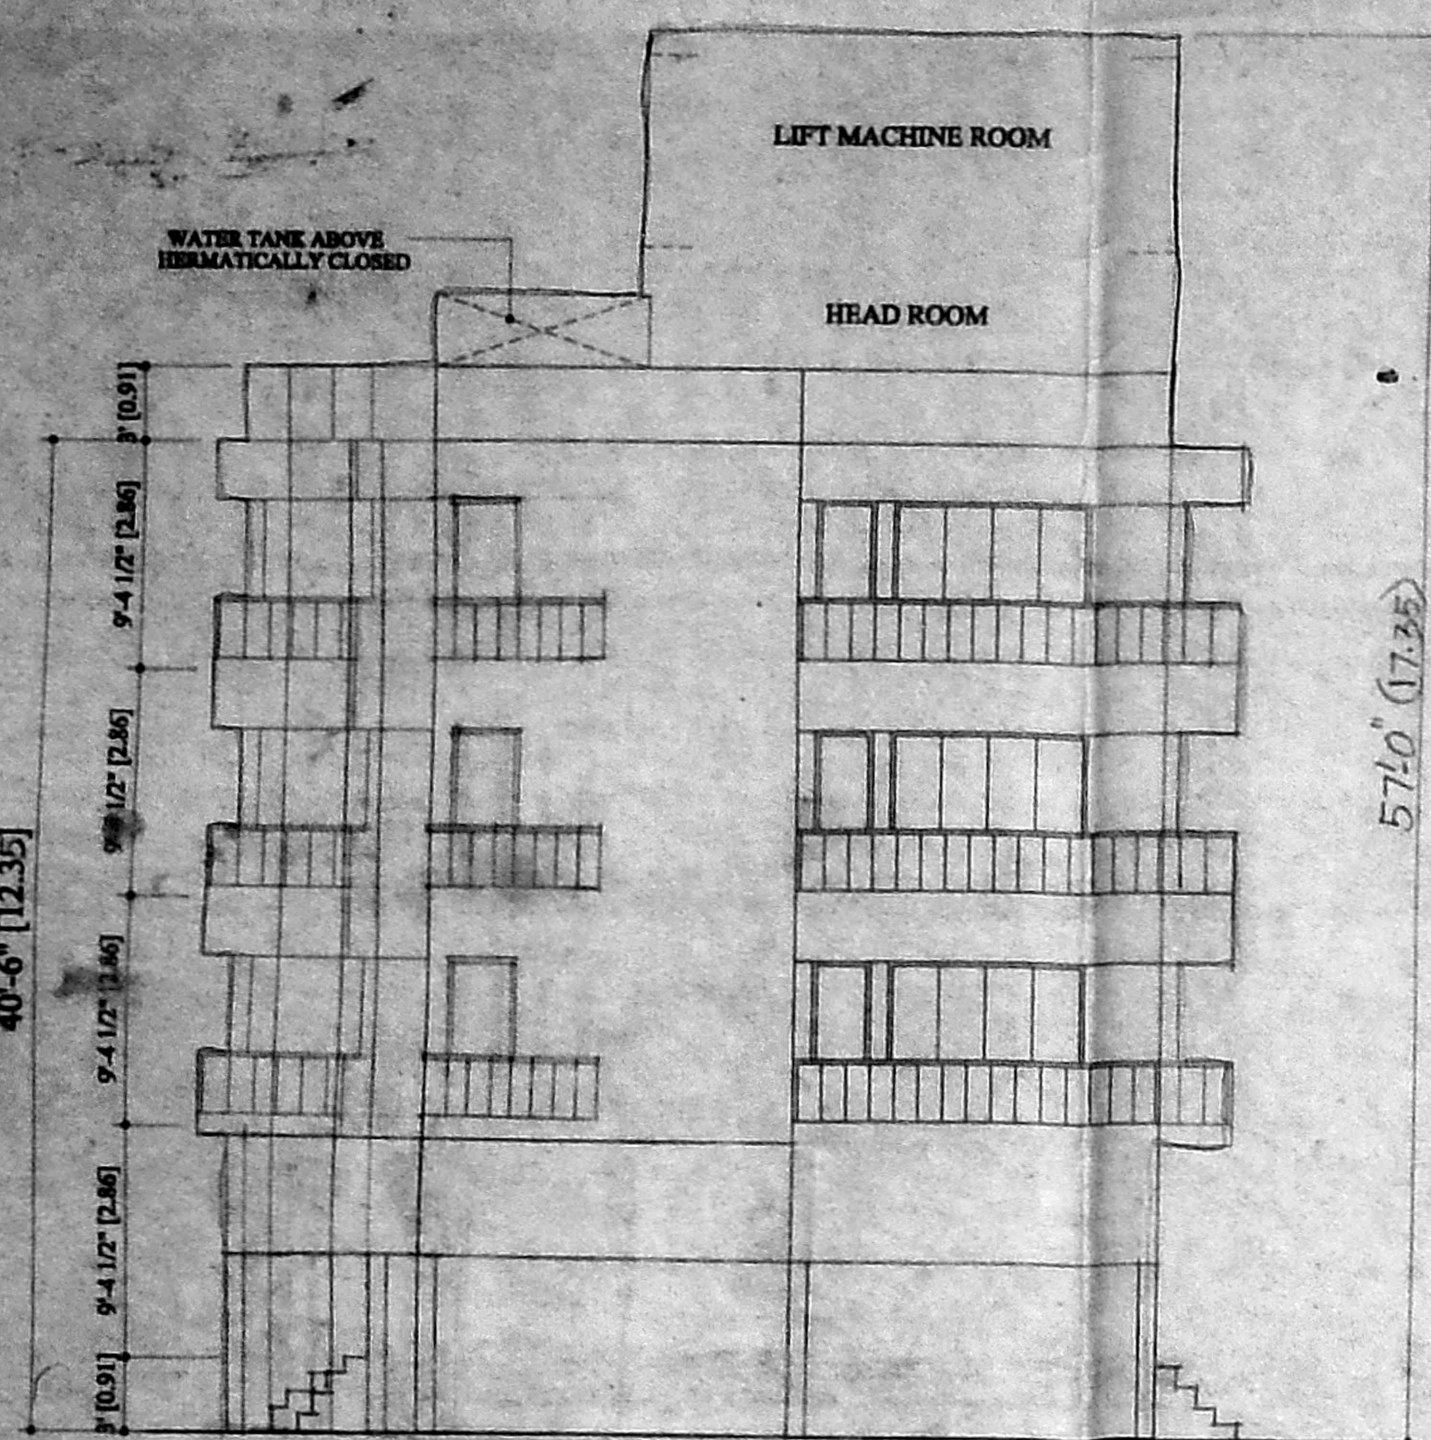 LIFT MACHINE ROOM
WATER TANK ABOVE
HERMATICALLY CLOSED
HEAD ROOM
3' [0.91]
9'-4 1/2" [2.86]
1/2" [2.86]
9'-4 1/2" [2.86]
9'-4 1/2" [2.86]
3' [0.91]
40'-6" [12.35]
57'-0" (17.35)